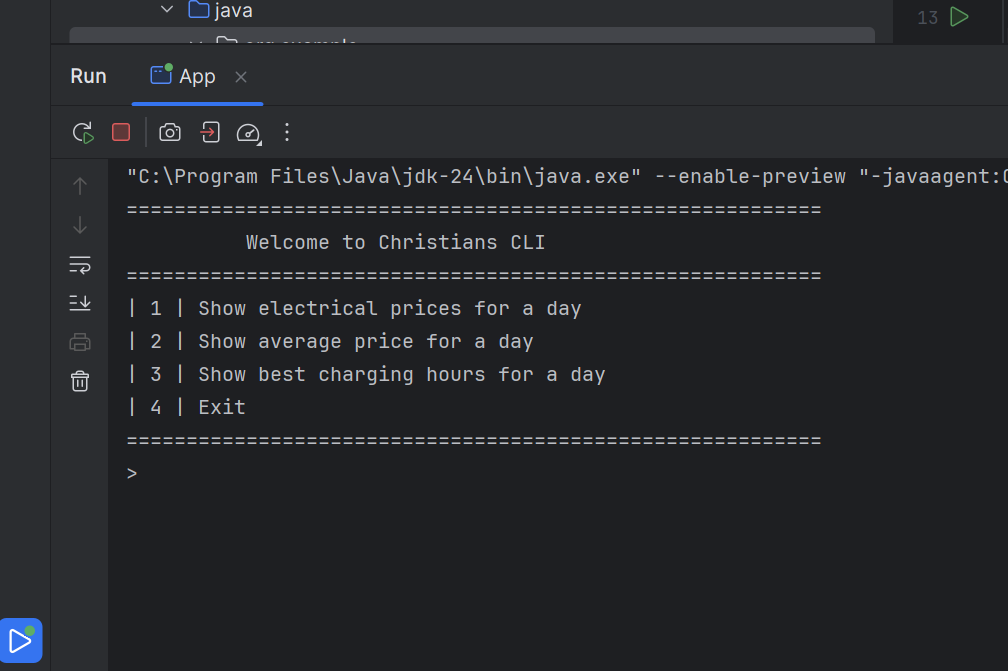 java
13
org.example
Run
App
"C:\Program Files\Java\jdk-24\bin\java.exe" --enable-preview "-javaagent:
==========================================================
Welcome to Christians CLI
==========================================================
| 1 | Show electrical prices for a day
| 2 | Show average price for a day
| 3 | Show best charging hours for a day
| 4 | Exit
==========================================================
>